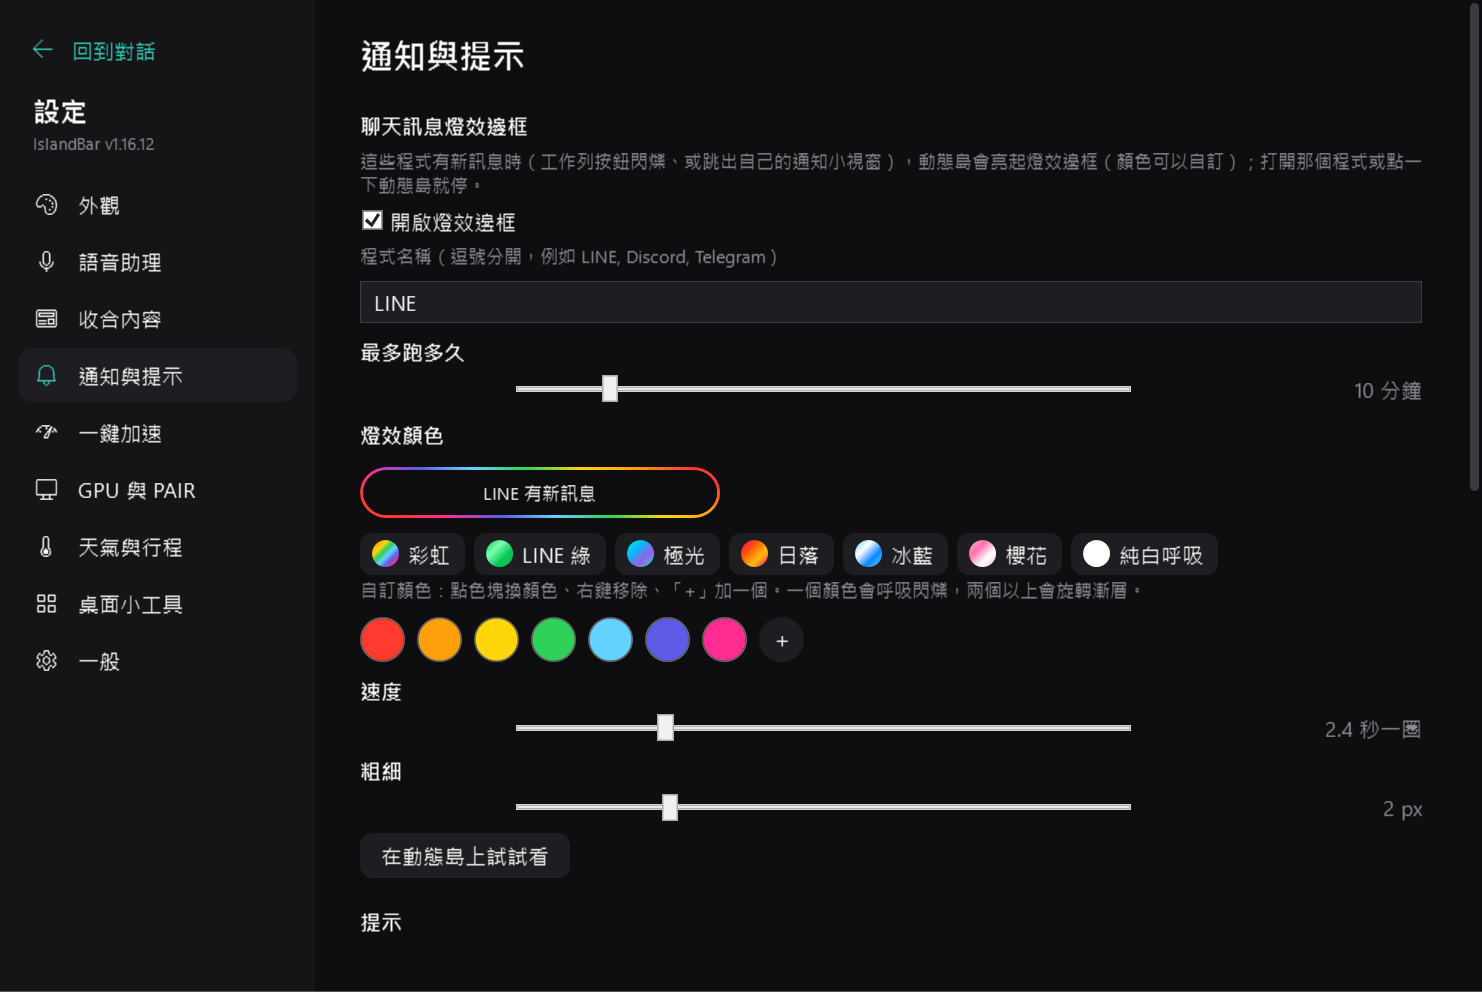 回到對話
設定
IslandBar v1.16.12
外觀
語音助理
收合內容
通知與提示
一鍵加速
GPU 與 PAIR
天氣與行程
桌面小工具
一般
通知與提示
聊天訊息燈效邊框
這些程式有新訊息時（工作列按鈕閃爍、或跳出自己的通知小視窗），動態島會亮起燈效邊框（顏色可以自訂）；打開那個程式或點一
下動態島就停。
開啟燈效邊框
程式名稱（逗號分開，例如 LINE, Discord, Telegram）
LINE
最多跑多久
10 分鐘
燈效顏色
LINE 有新訊息
彩虹
LINE 綠
極光
日落
冰藍
櫻花
純白呼吸
自訂顏色：點色塊換顏色、右鍵移除、「+」加一個。一個顏色會呼吸閃爍，兩個以上會旋轉漸層。
+
速度
2.4 秒一圈
粗細
2 px
在動態島上試試看
提示